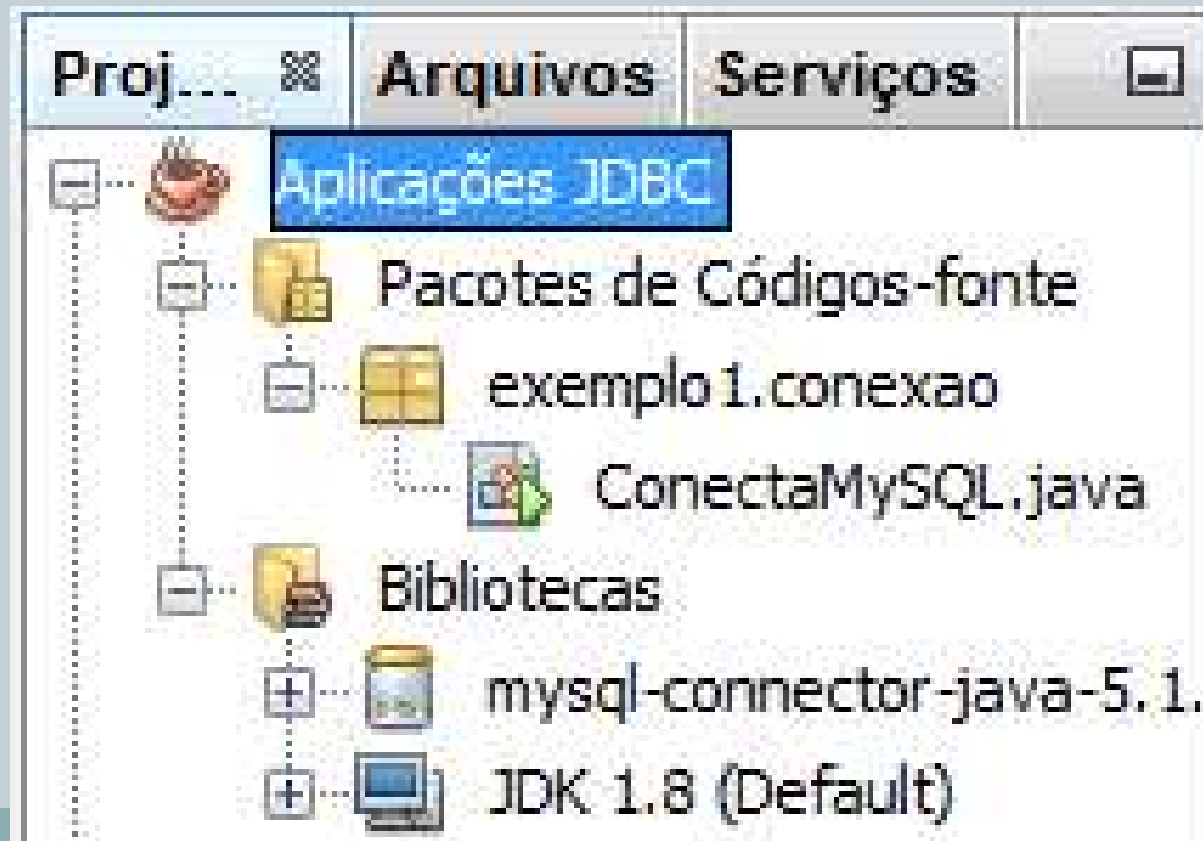 Proj... Arquivos Serviços
Aplicações JDBC
Pacotes de Códigos-fonte
exemplo1.conexao
ConectaMySQL.java
Bibliotecas
mysql-connector-java-5.1.
JDK 1.8 (Default)